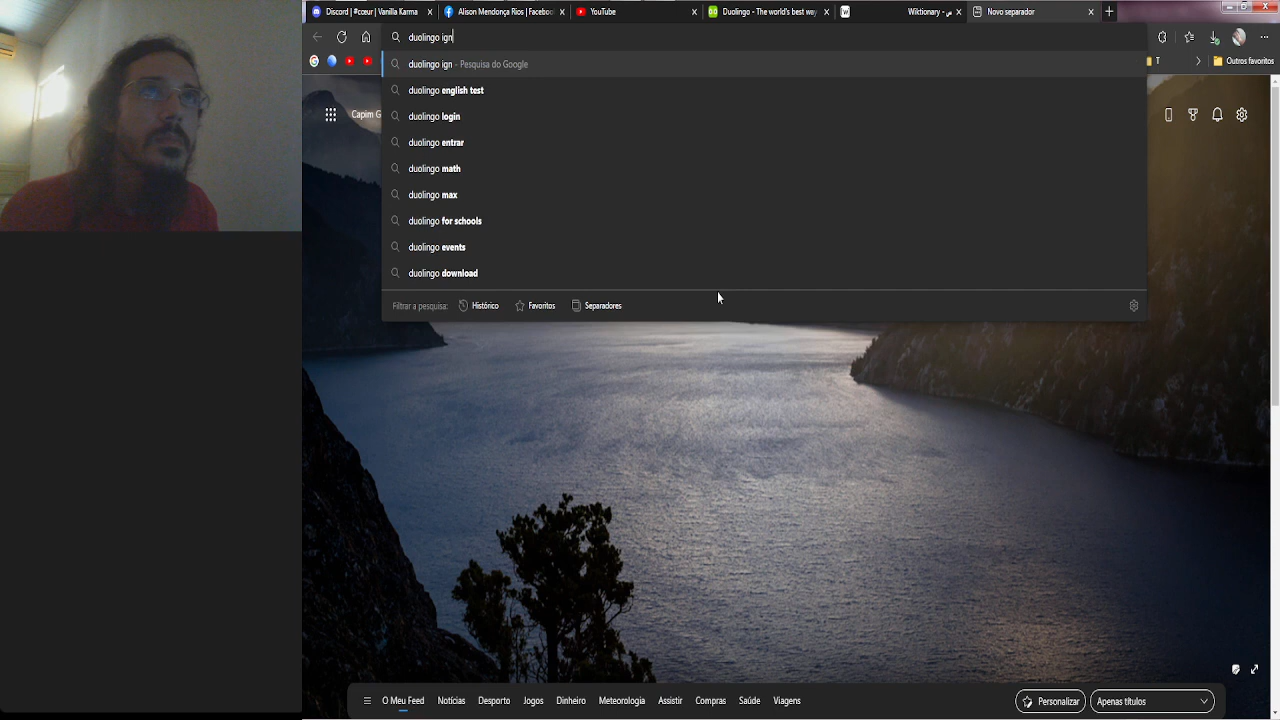 Discord | #cœur | Vanilla Karma
Alison Mendonça Rios | Facebo
YouTube
Duolingo - The world's best way
Wiktionary - ص
Novo separador
duolingo ign
T
Outros favoritos
duolingo ign - Pesquisa do Google
duolingo english test
Capim G
duolingo login
duolingo entrar
duolingo math
duolingo max
duolingo for schools
duolingo events
duolingo download
Filtrar a pesquisa: Histórico Favoritos Separadores
O Meu Feed Notícias Desporto Jogos Dinheiro Meteorologia Assistir Compras Saúde Viagens Personalizar Apenas títulos